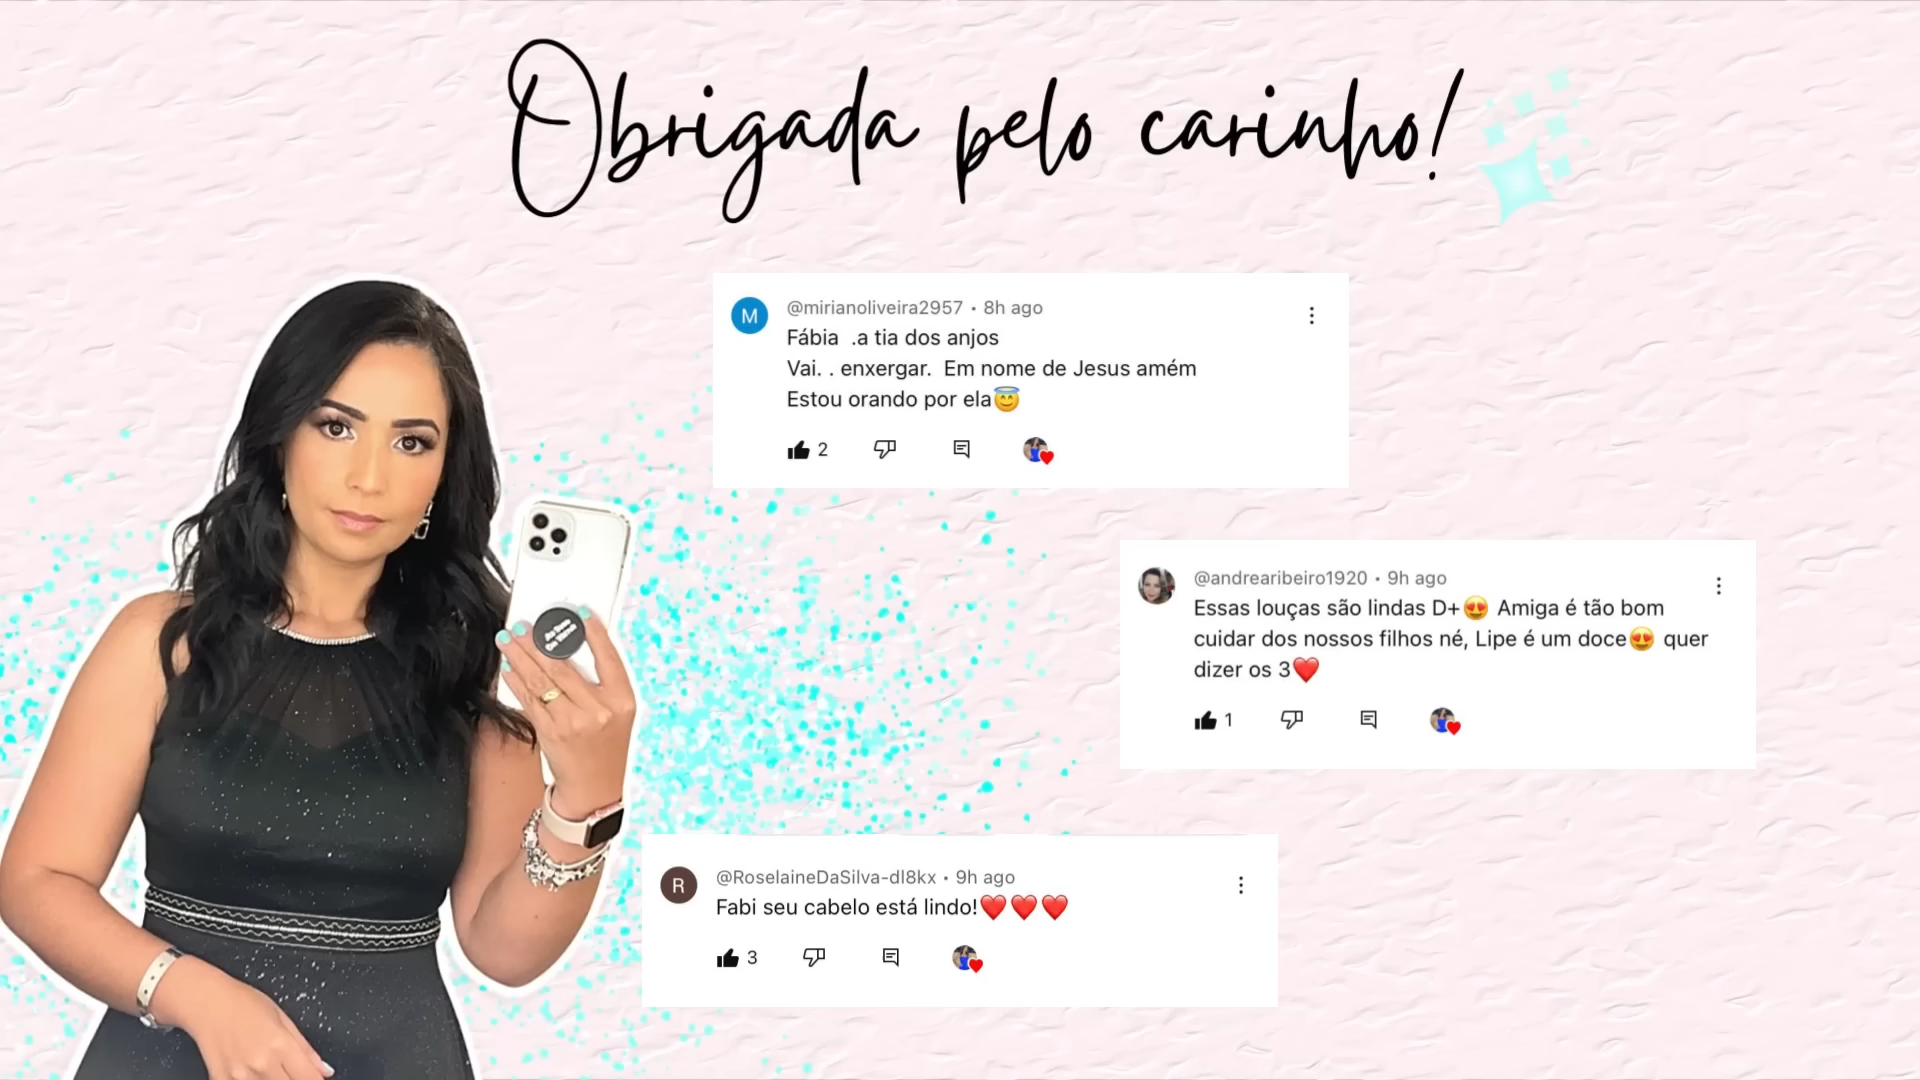 Obrigada pelo carinho!
M
@mirianoliveira2957 • 8h ago
Fábia .a tia dos anjos
Vai. . enxergar. Em nome de Jesus amém
Estou orando por ela😇
2
@andrearibeiro1920 • 9h ago
Essas louças são lindas D+😍 Amiga é tão bom
cuidar dos nossos filhos né, Lipe é um doce😍 quer
dizer os 3❤️
1
R
@RoselaineDaSilva-dl8kx • 9h ago
Fabi seu cabelo está lindo!❤️❤️❤️
3